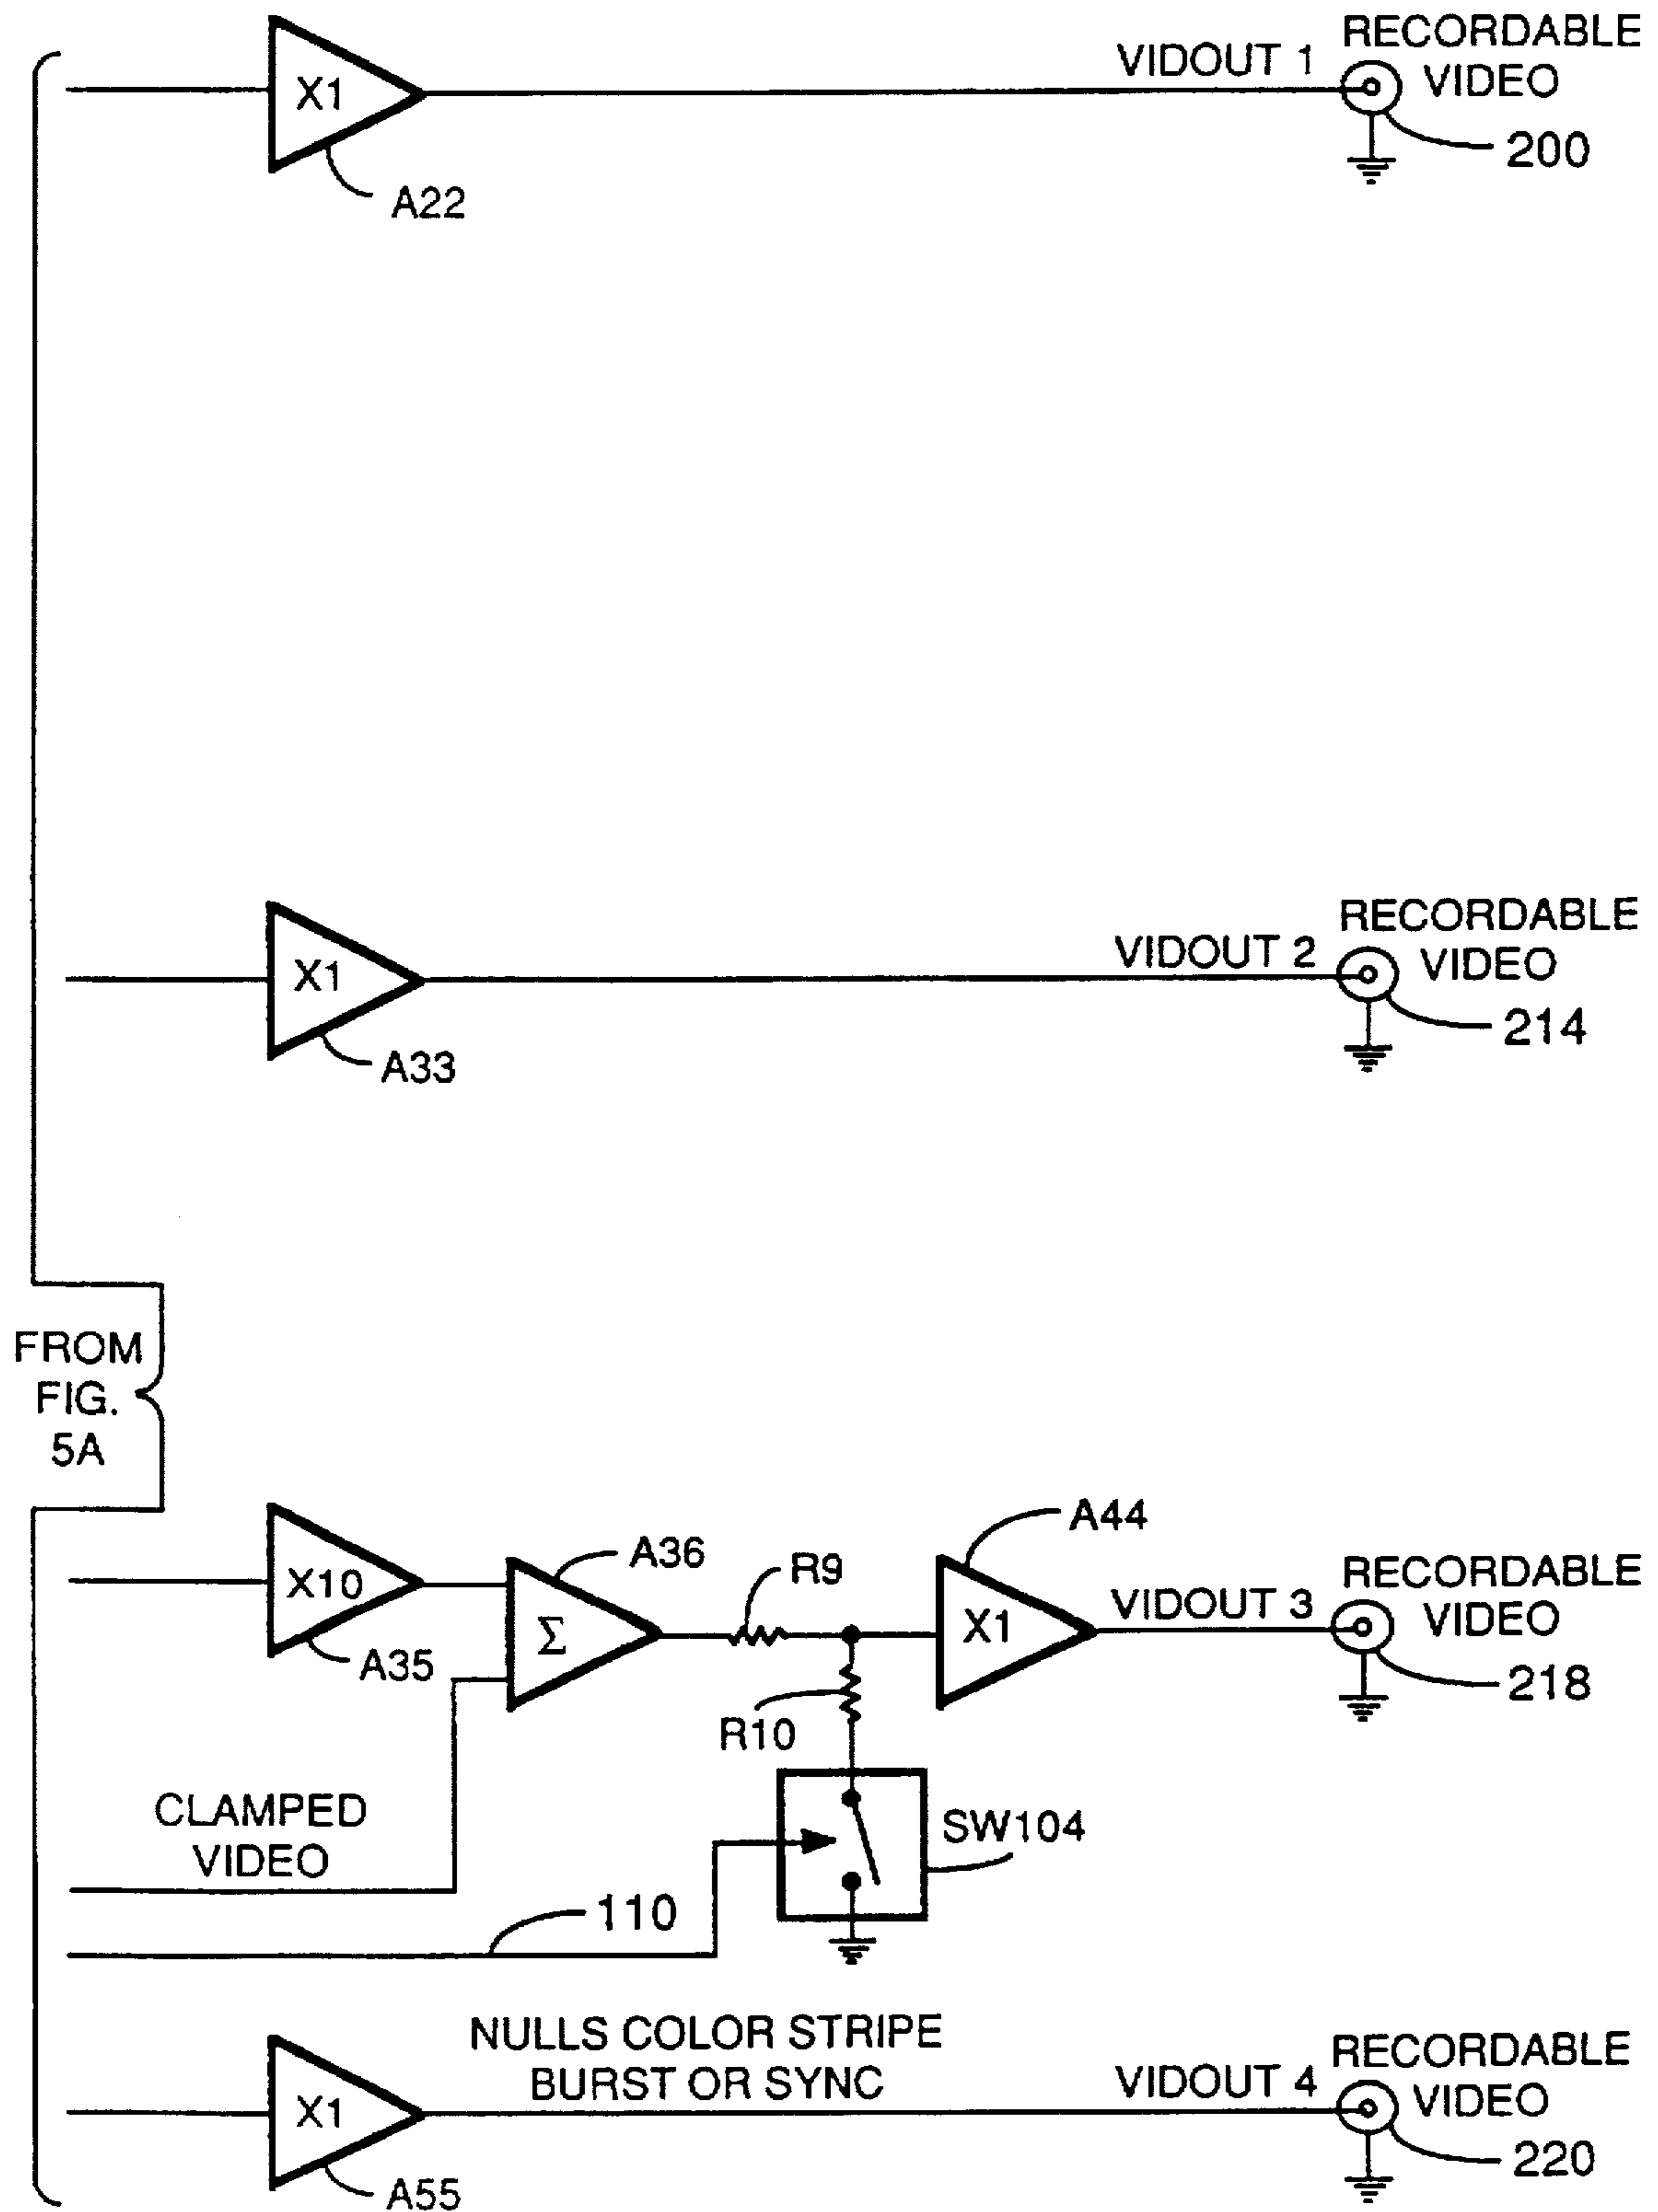 RECORDABLE
VIDOUT 1
VIDEO
X1
200
A22
RECORDABLE
VIDOUT 2
VIDEO
X1
214
A33
FROM
FIG.
5A
A44
A36
R9
RECORDABLE
X10
VIDOUT 3
VIDEO
Σ
X1
A35
218
R10
CLAMPED
VIDEO
SW104
110
NULLS COLOR STRIPE
BURST OR SYNC
RECORDABLE
VIDOUT 4
VIDEO
X1
220
A55